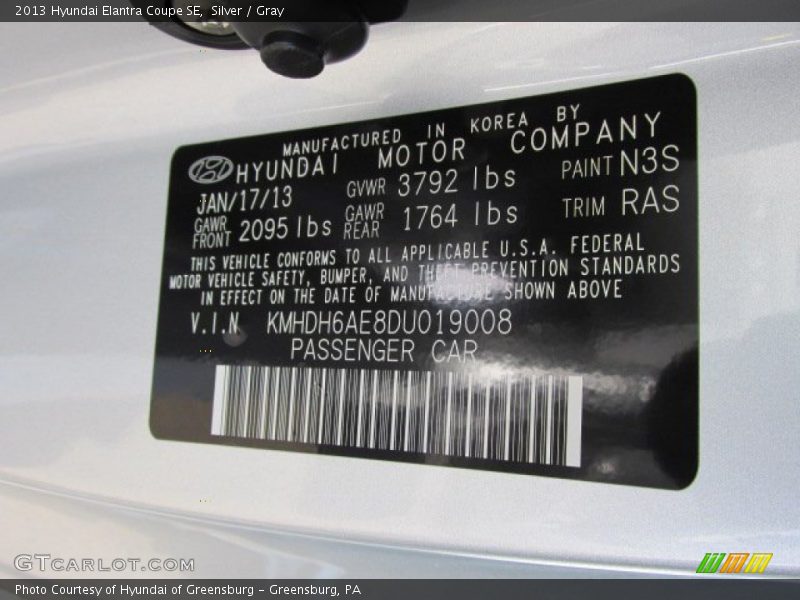 2013 Hyundai Elantra Coupe SE, Silver / Gray
MANUFACTURED IN KOREA BY
HYUNDAI MOTOR COMPANY
JAN/17/13 GVWR 3792 lbs PAINT N3S
GAWR FRONT 2095 lbs GAWR REAR 1764 lbs TRIM RAS
THIS VEHICLE CONFORMS TO ALL APPLICABLE U.S.A. FEDERAL
MOTOR VEHICLE SAFETY, BUMPER, AND THEFT PREVENTION STANDARDS
IN EFFECT ON THE DATE OF MANUFACTURE SHOWN ABOVE
V.I.N KMHDH6AE8DU019008
PASSENGER CAR
GTCARLOT.COM
Photo Courtesy of Hyundai of Greensburg – Greensburg, PA